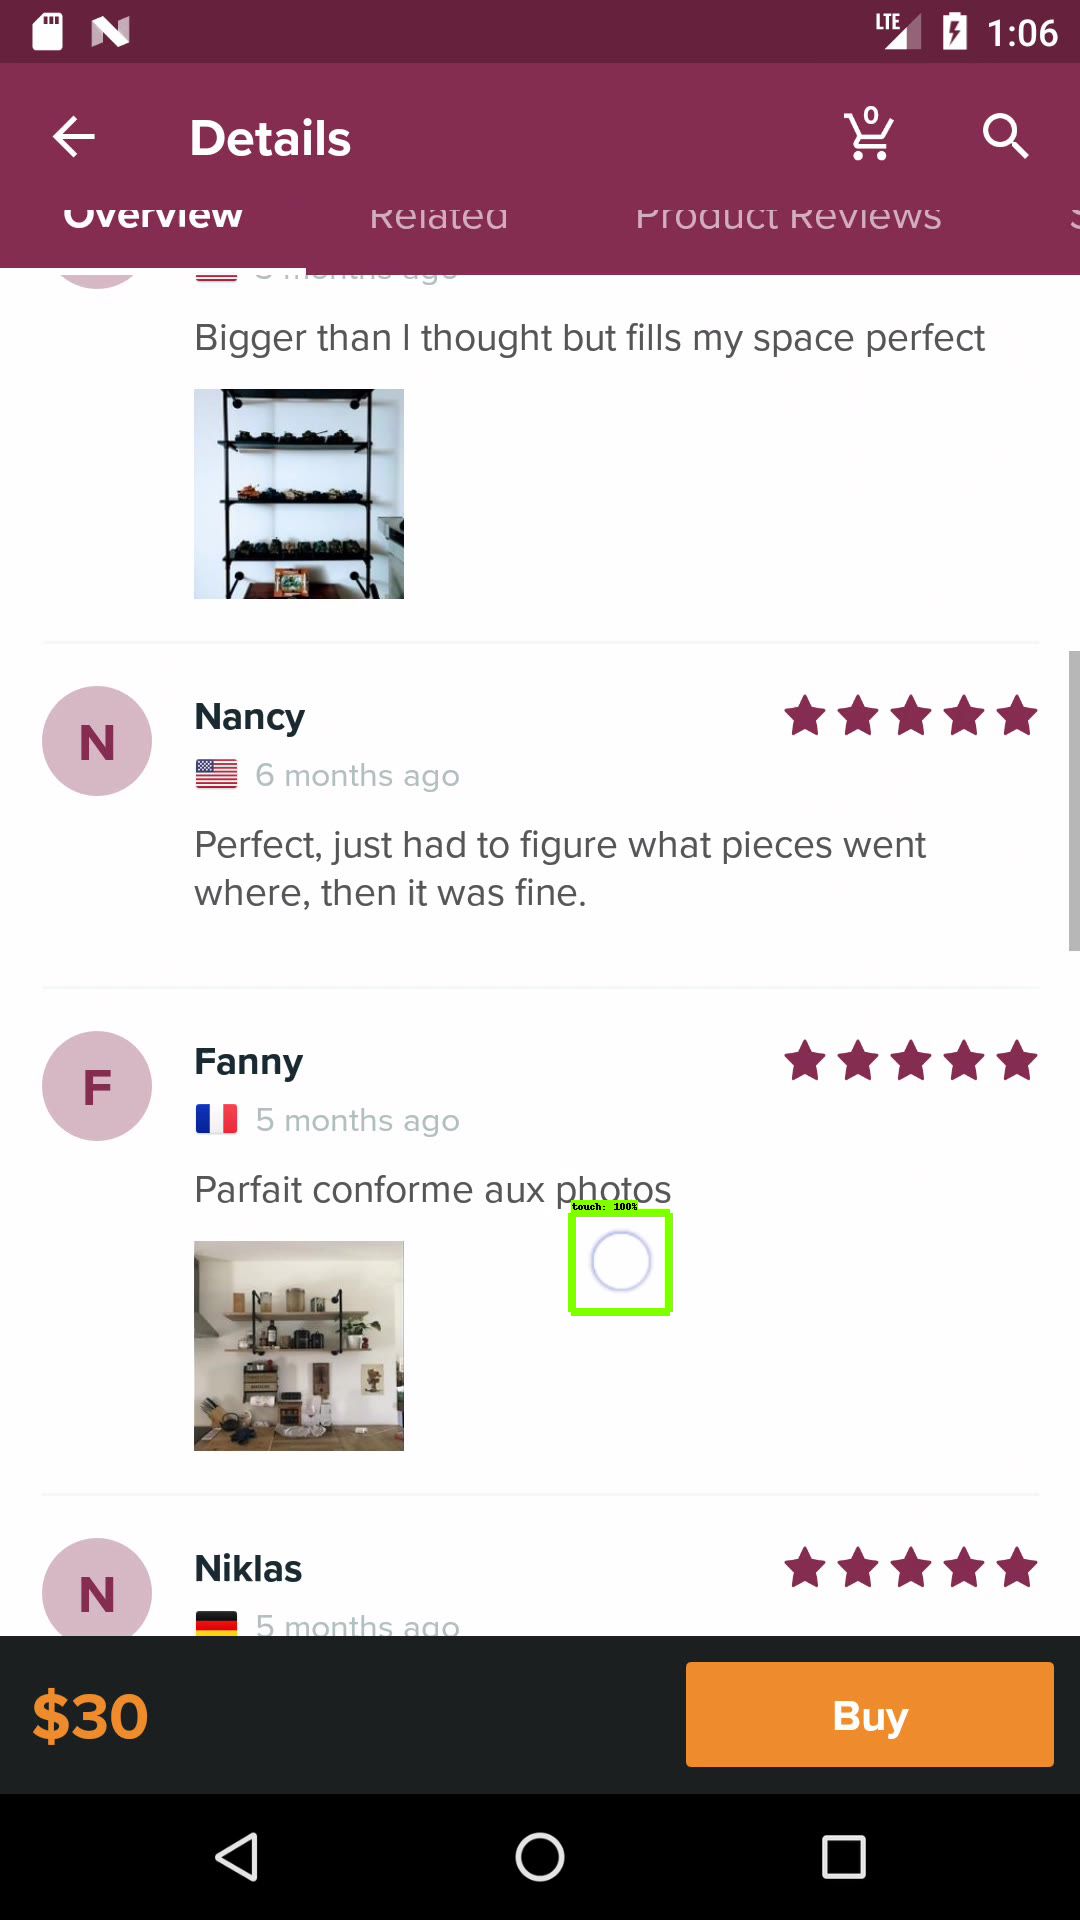 LTE 1:06
Details
0
Overview Related Product Reviews
months ago
Bigger than I thought but fills my space perfect
N
Nancy
6 months ago
Perfect, just had to figure what pieces went
where, then it was fine.
F
Fanny
5 months ago
Parfait conforme aux photos
touch: 100%
N
Niklas
5 months ago
$30
Buy